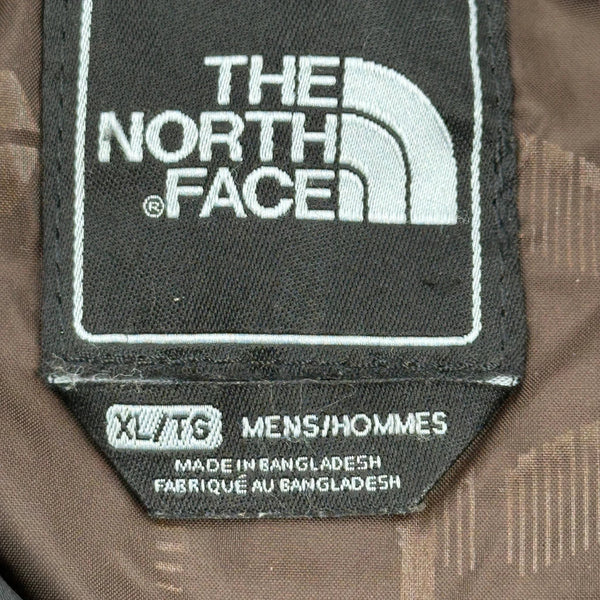 THE
NORTH
®FACE
XL/TG MENS/HOMMES
MADE IN BANGLADESH
FABRIQUÉ AU BANGLADESH